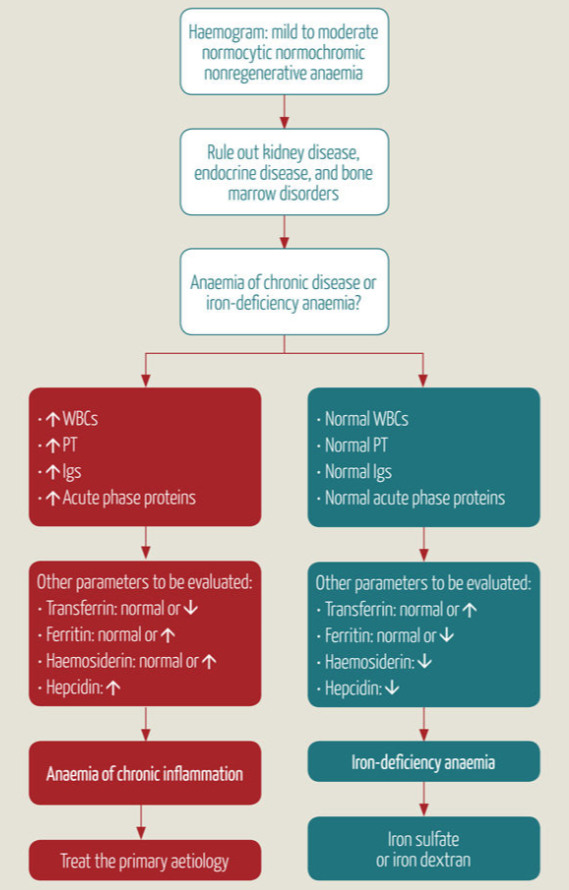 Haemogram: mild to moderate
normocytic normochromic
nonregenerative anaemia
Rule out kidney disease,
endocrine disease, and bone
marrow disorders
Anaemia of chronic disease or
iron-deficiency anaemia?
· ↑ WBCs
· ↑ PT
· ↑ Igs
· ↑ Acute phase proteins
Other parameters to be evaluated:
· Transferrin: normal or ↓
· Ferritin: normal or ↑
· Haemosiderin: normal or ↑
· Hepcidin: ↑
Anaemia of chronic inflammation
Treat the primary aetiology
· Normal WBCs
· Normal PT
· Normal Igs
· Normal acute phase proteins
Other parameters to be evaluated:
· Transferrin: normal or ↑
· Ferritin: normal or ↓
· Haemosiderin: ↓
· Hepcidin: ↓
Iron-deficiency anaemia
Iron sulfate
or iron dextran